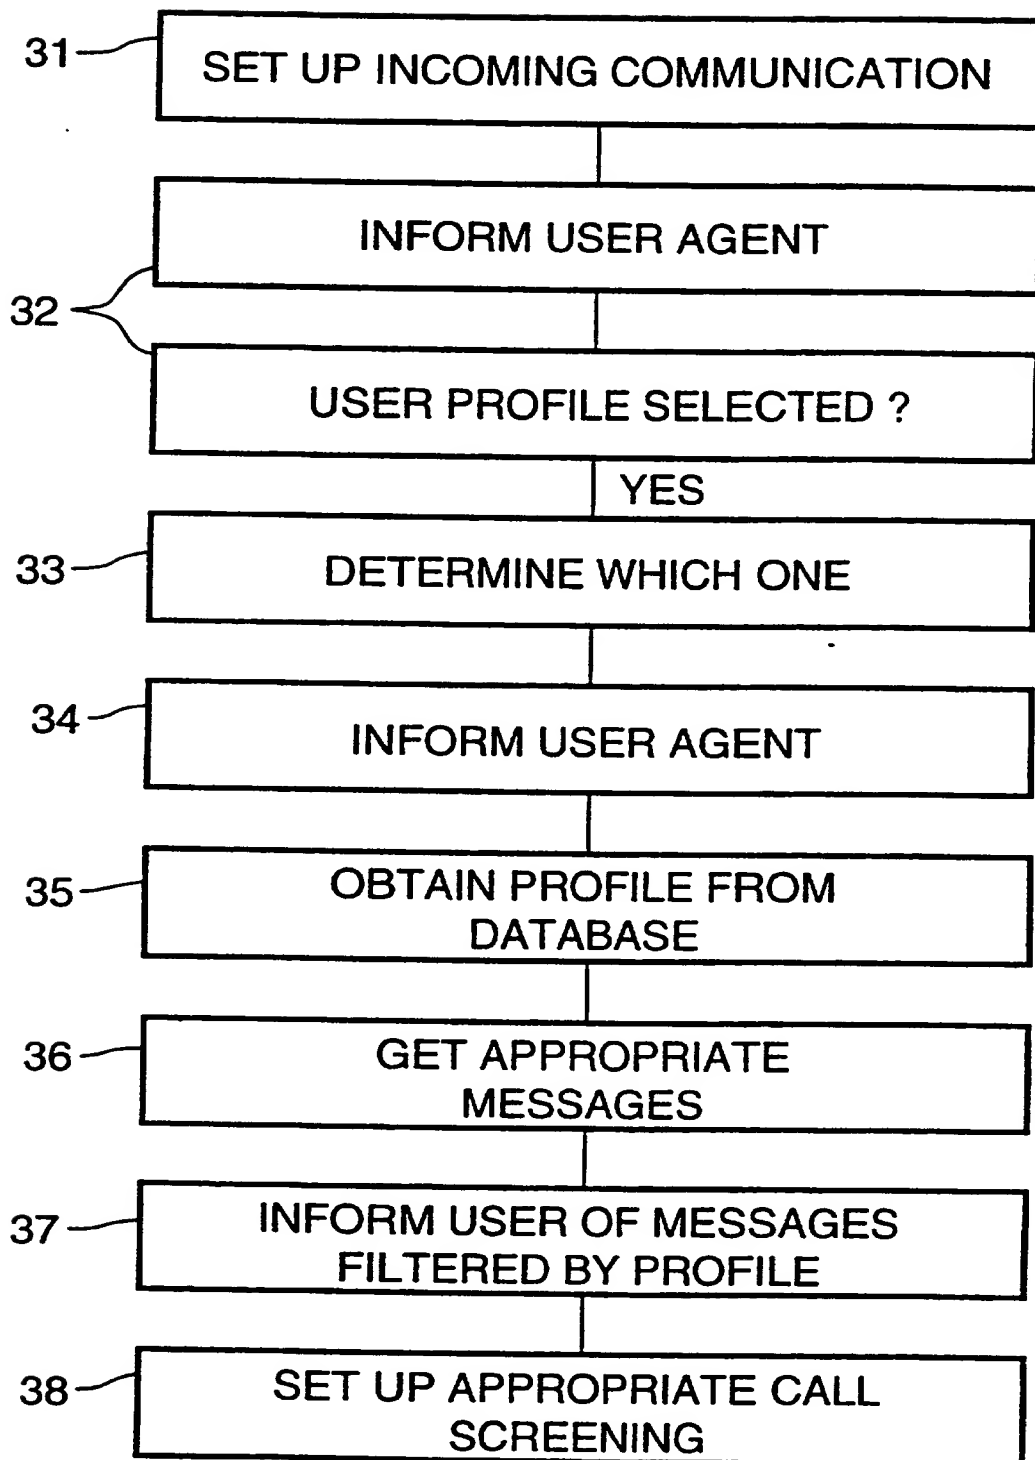 31
SET UP INCOMING COMMUNICATION
INFORM USER AGENT
32
USER PROFILE SELECTED ?
YES
33
DETERMINE WHICH ONE
34
INFORM USER AGENT
35
OBTAIN PROFILE FROM
DATABASE
36
GET APPROPRIATE
MESSAGES
37
INFORM USER OF MESSAGES
FILTERED BY PROFILE
38
SET UP APPROPRIATE CALL
SCREENING